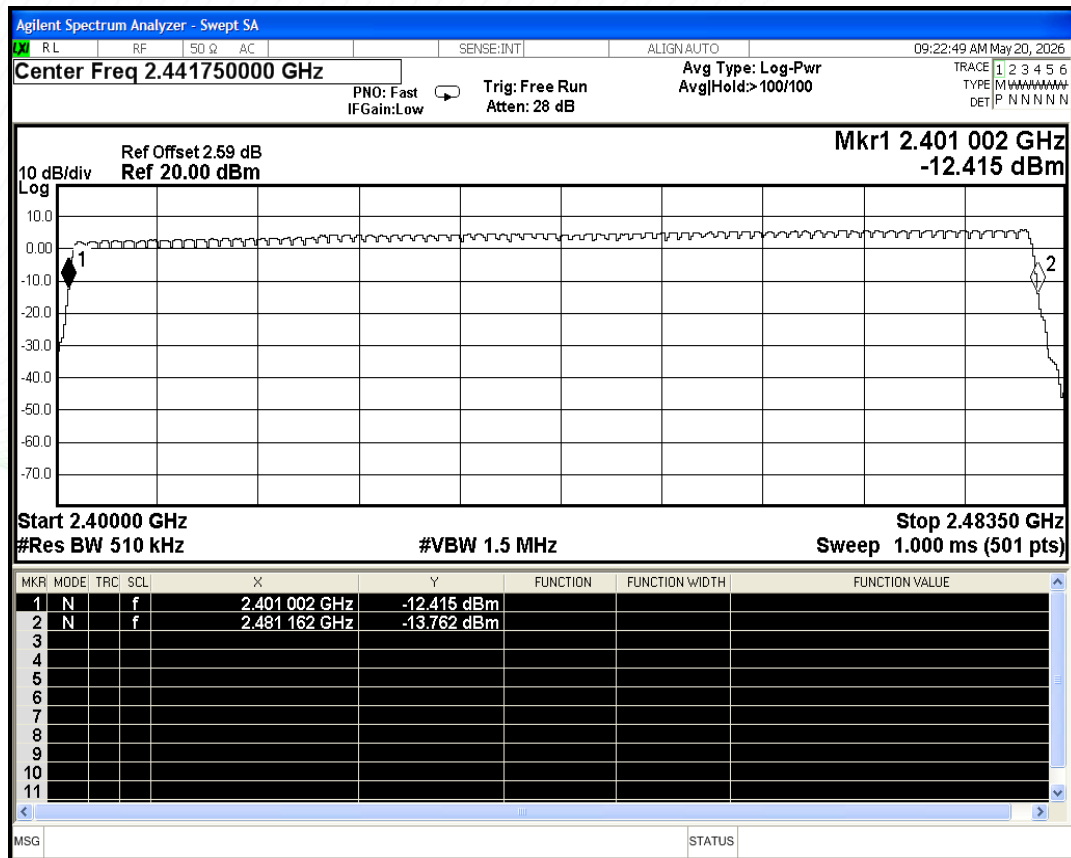 Agilent Spectrum Analyzer - Swept SA
LXI RL RF 50 Ω AC SENSE:INT ALIGN AUTO 09:22:49 AM May 20, 2026
Center Freq 2.441750000 GHz
PNO: Fast
IFGain:Low
Trig: Free Run
Atten: 28 dB
Avg Type: Log-Pwr
Avg|Hold:>100/100
TRACE 1 2 3 4 5 6
TYPE M WWWWW
DET P N N N N N
Mkr1 2.401 002 GHz
-12.415 dBm
Ref Offset 2.59 dB
10 dB/div Ref 20.00 dBm
Log
10.0
0.00
1
2
-10.0
-20.0
-30.0
-40.0
-50.0
-60.0
-70.0
Start 2.40000 GHz Stop 2.48350 GHz
#Res BW 510 kHz #VBW 1.5 MHz Sweep 1.000 ms (501 pts)
MKR MODE TRC SCL X Y FUNCTION FUNCTION WIDTH FUNCTION VALUE
1 N f 2.401 002 GHz -12.415 dBm
2 N f 2.481 162 GHz -13.762 dBm
3
4
5
6
7
8
9
10
11
MSG STATUS